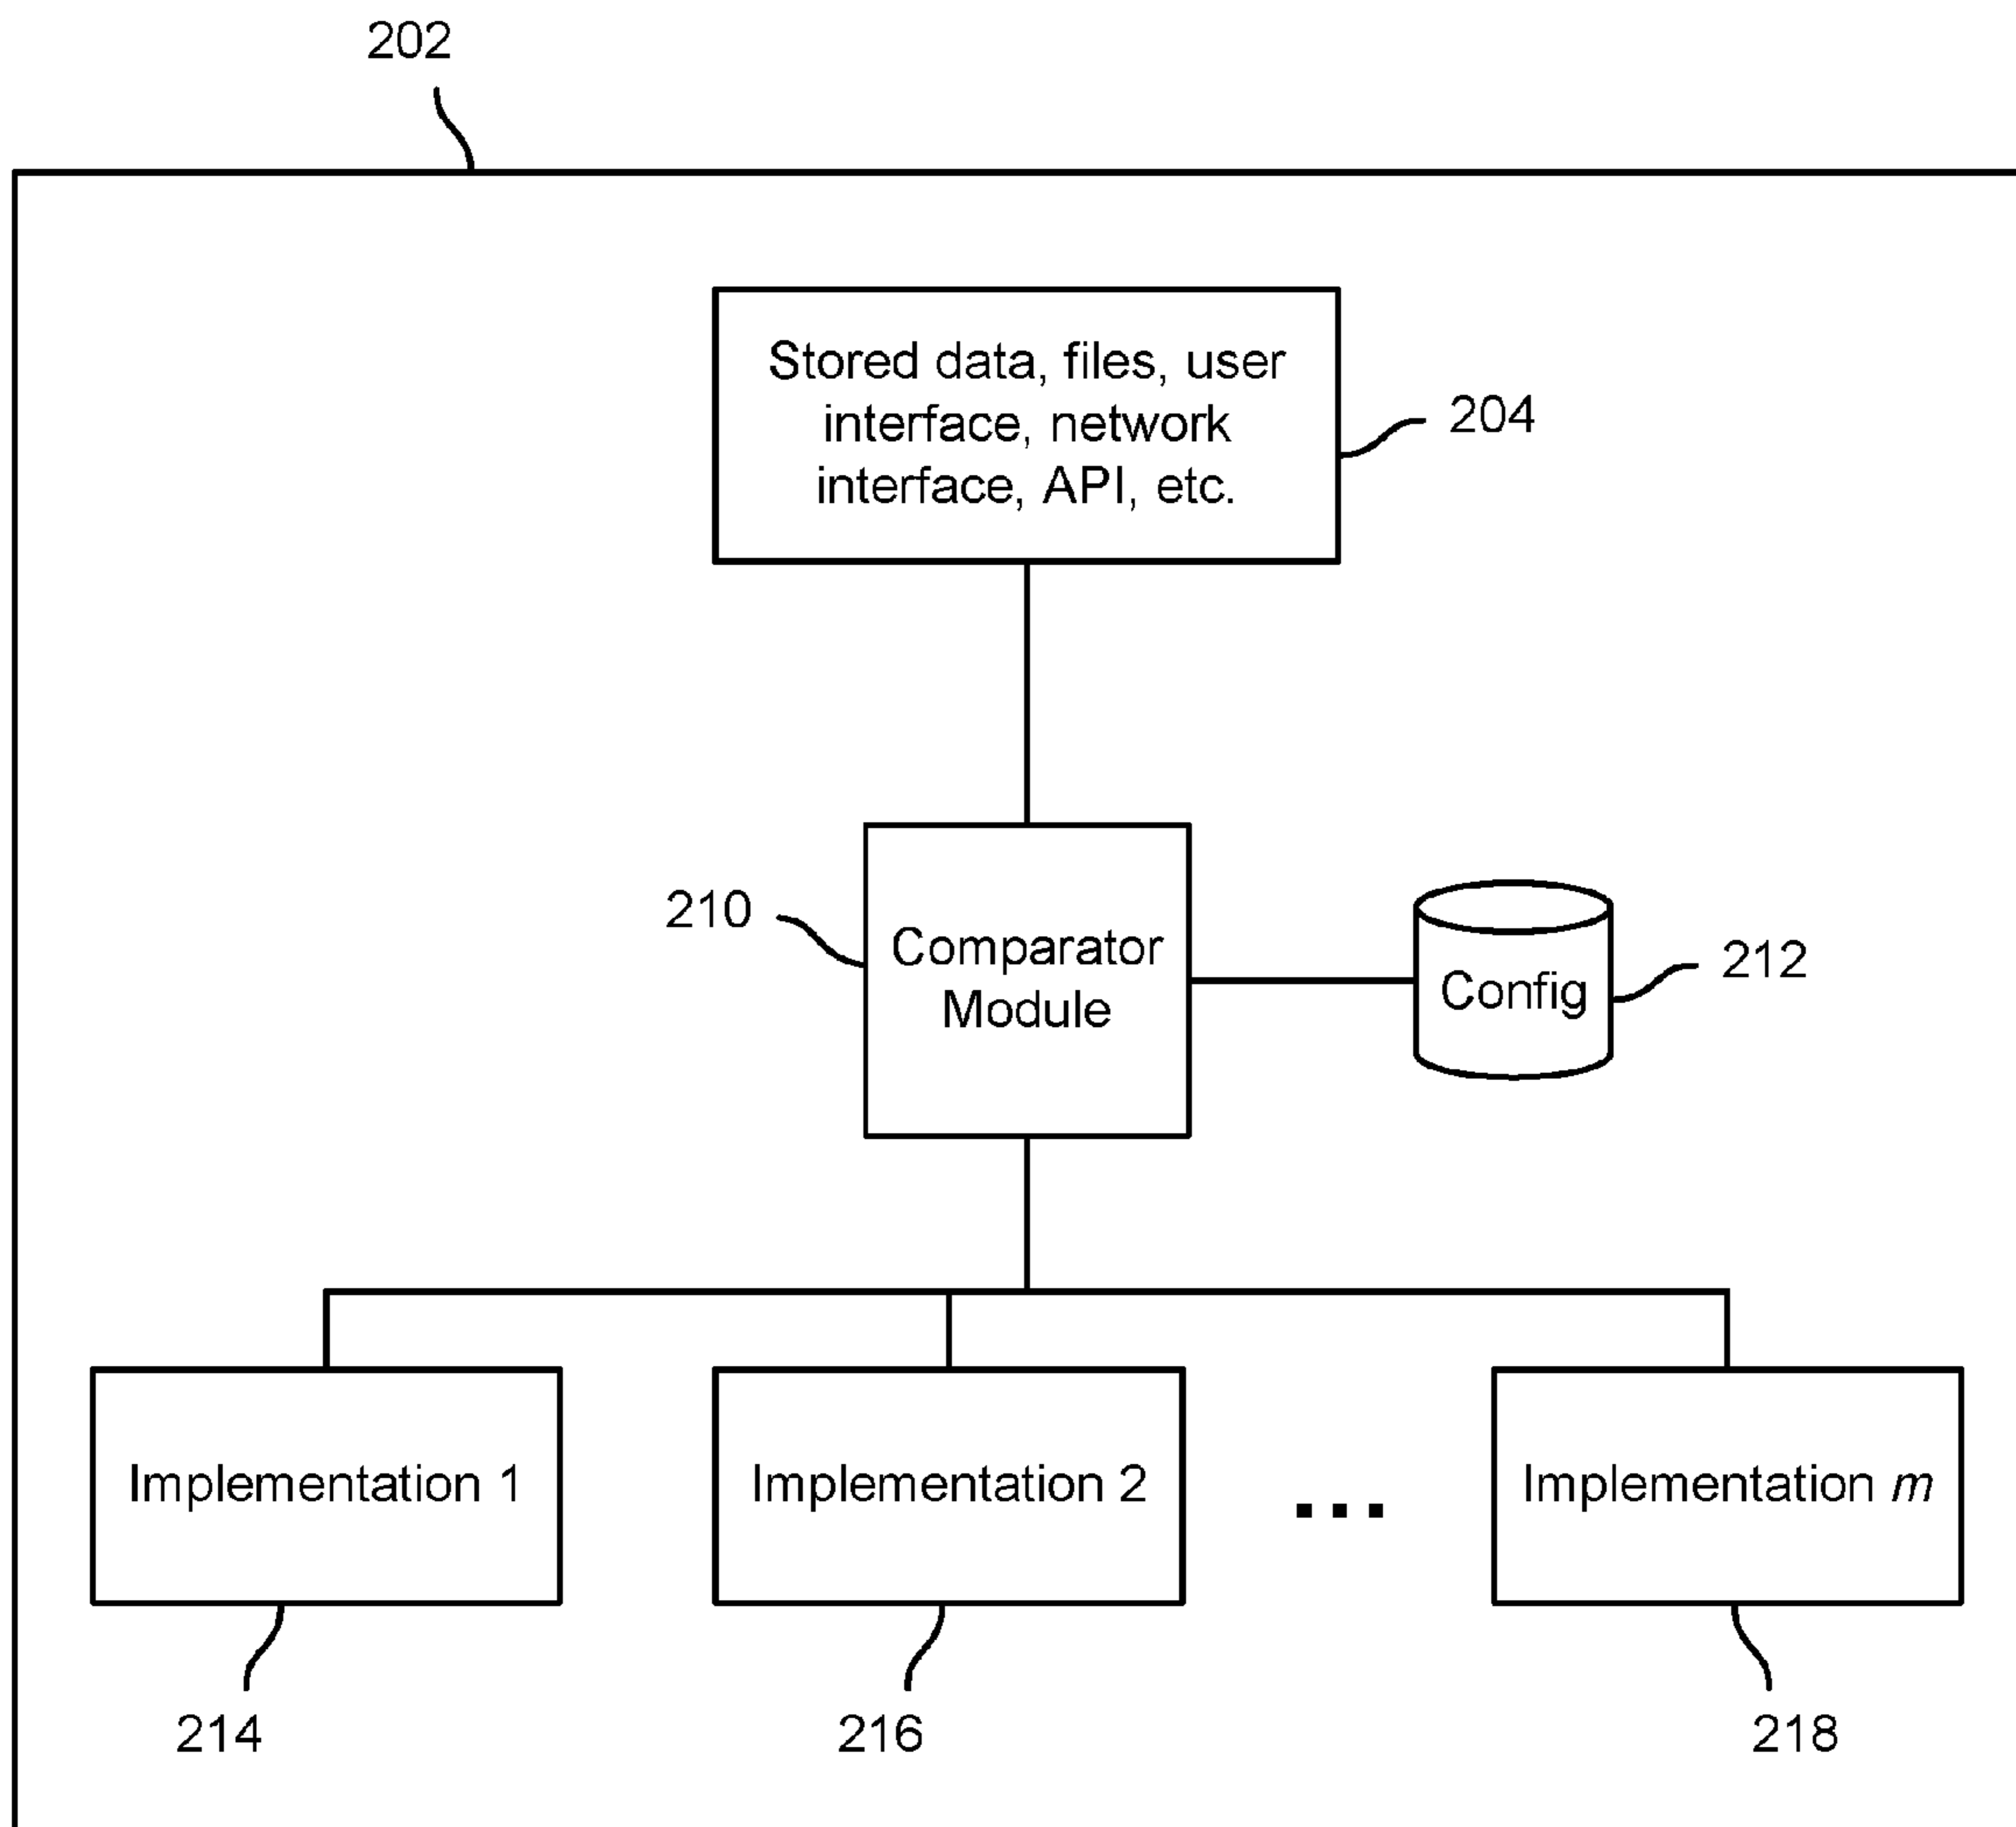 202
Stored data, files, user
interface, network
interface, API, etc.
204
210
Comparator
Module
Config
212
Implementation 1
Implementation 2
...
Implementation m
214
216
218